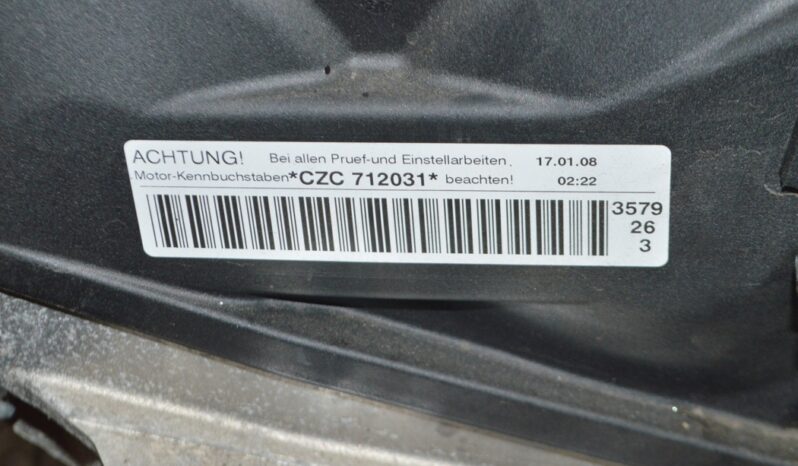 ACHTUNG! Bei allen Pruef-und Einstellarbeiten. 17.01.08
Motor-Kennbuchstaben *CZC 712031* beachten! 02:22
3579
26
3